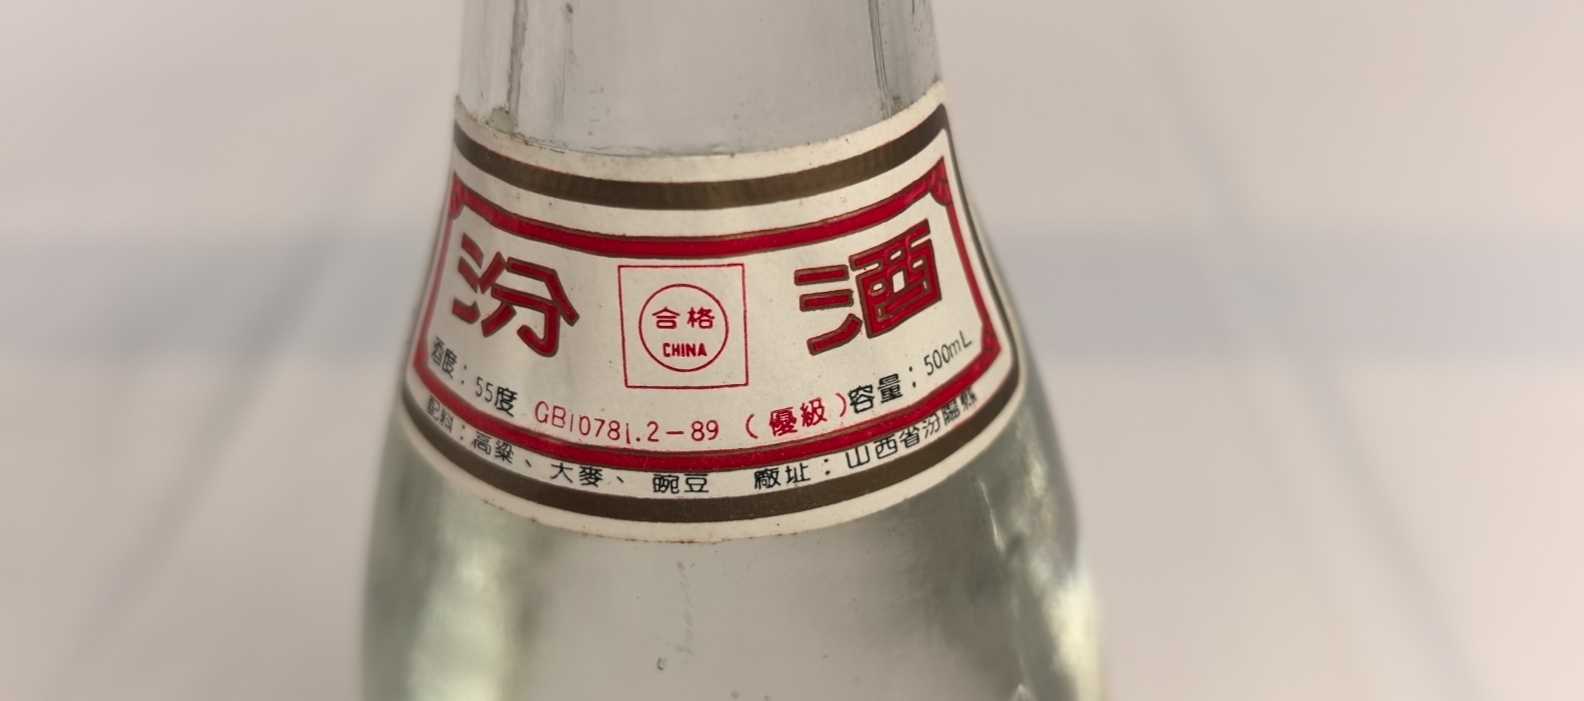 汾酒
合格
CHINA
酒度：55度 GB10781.2-89（優級）容量：500mL
配料：高粱、大麥、豌豆 廠址：山西省汾陽縣